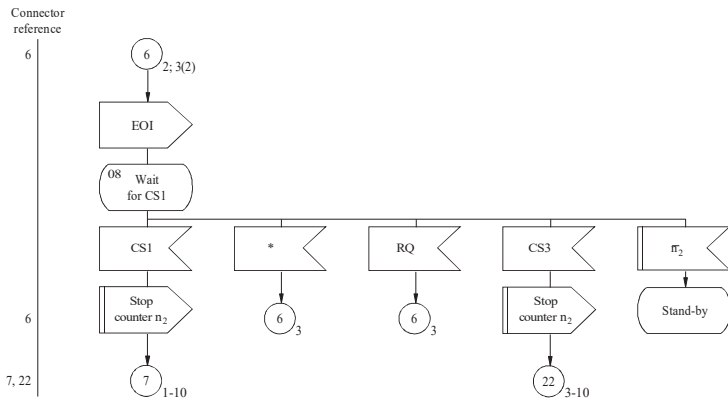 Connector
reference
6
6
2; 3(2)
EOI
08
Wait
for CS1
CS1
*
RQ
CS3
n̅₂
Stop
counter n₂
6
3
6
3
Stop
counter n₂
Stand-by
6
7, 22
7
1-10
22
3-10